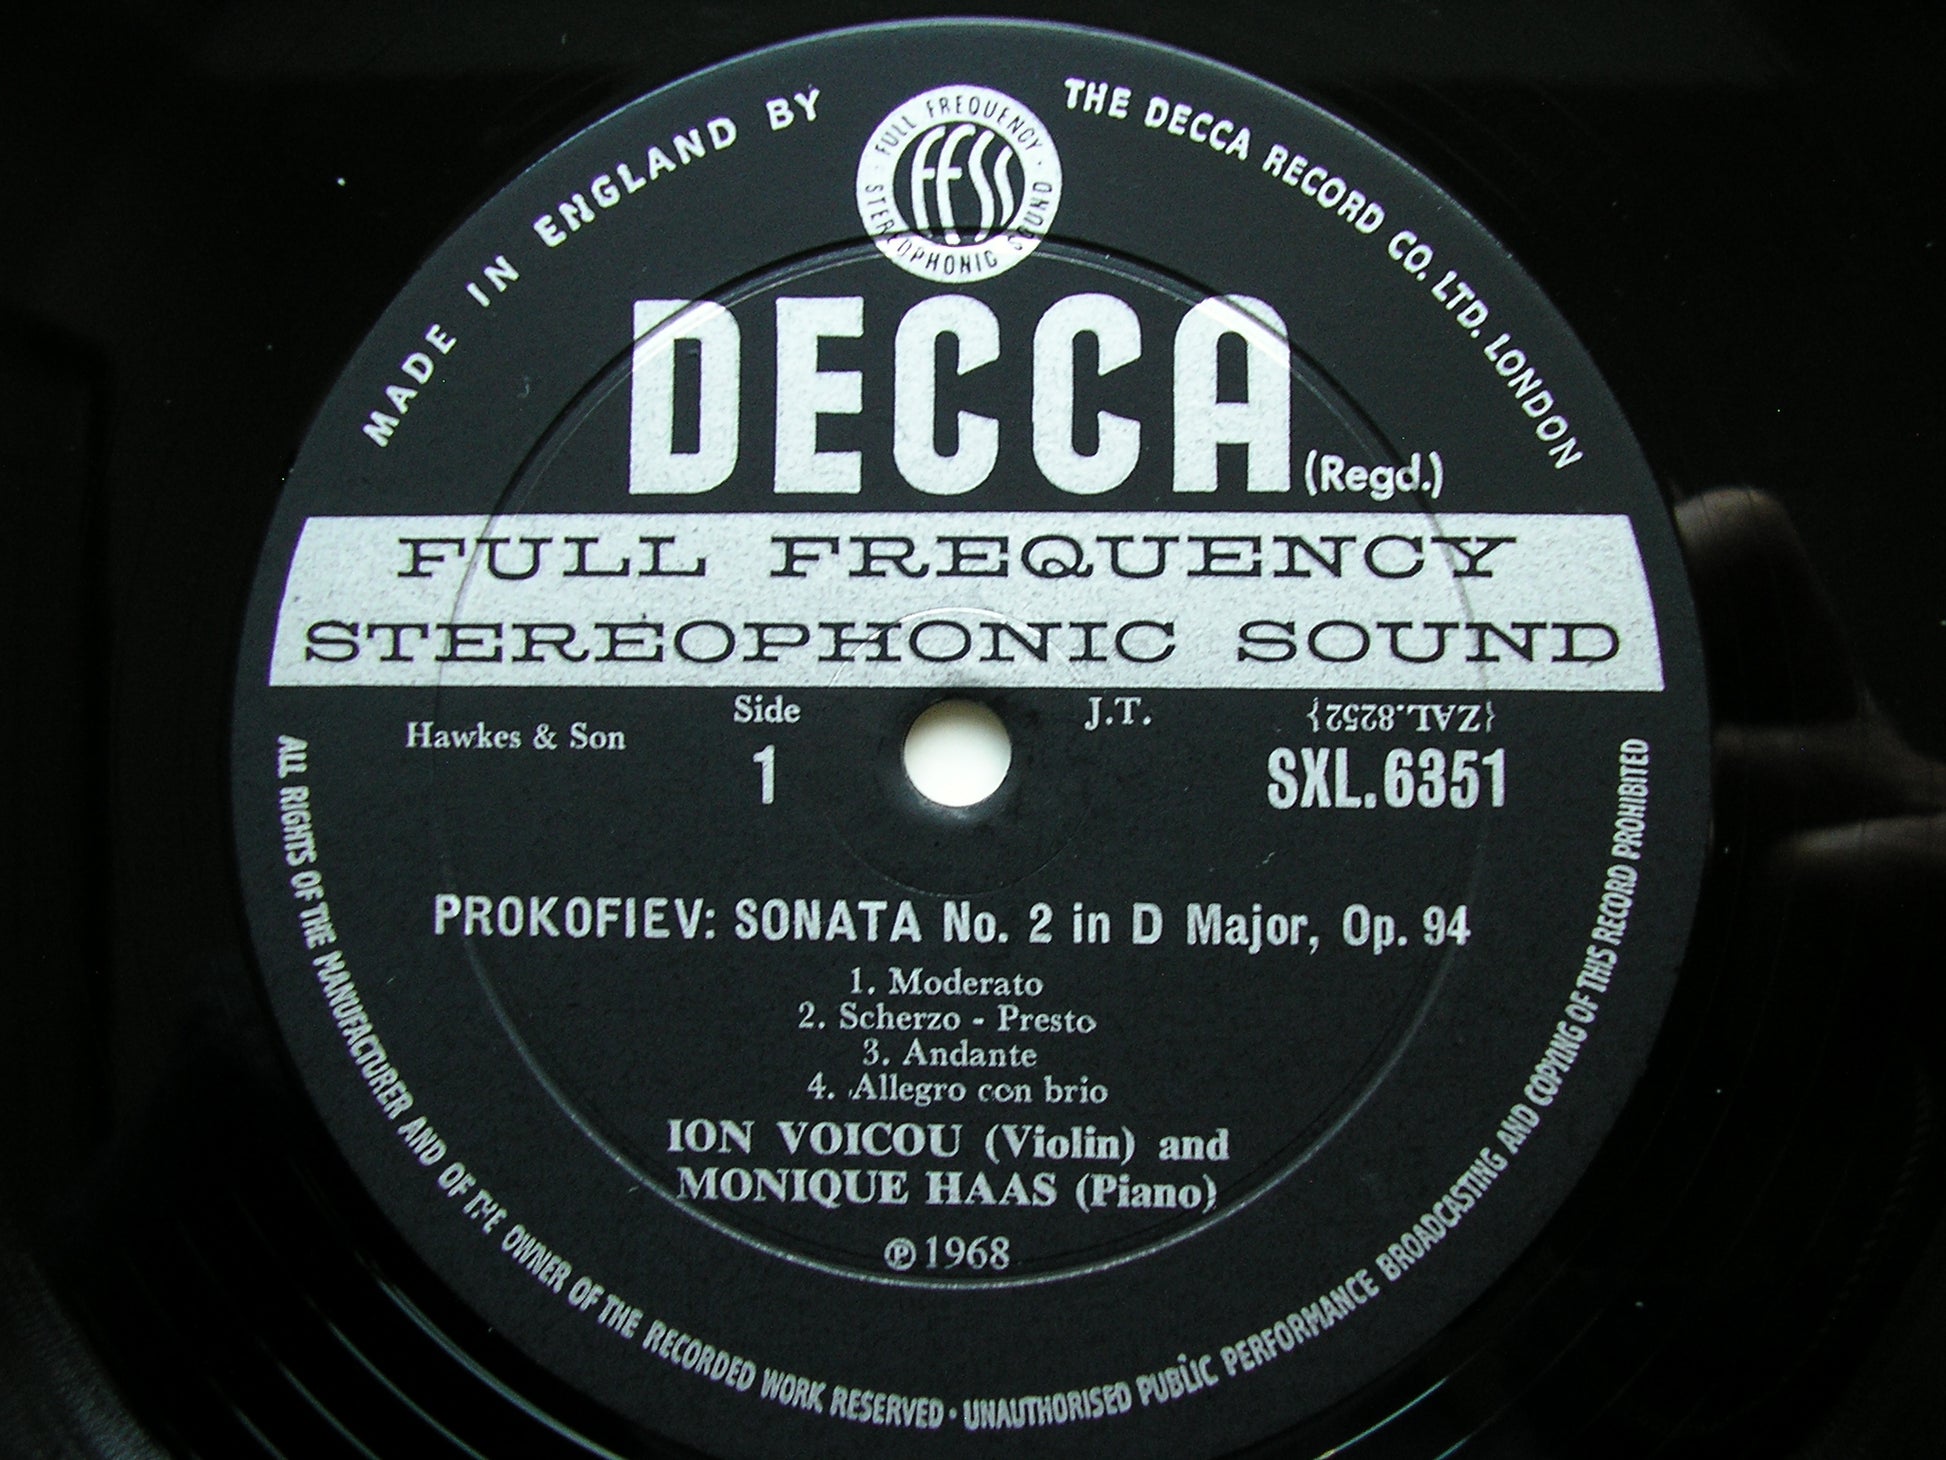 MADE IN ENGLAND BY
THE DECCA RECORD CO. LTD. LONDON
FULL FREQUENCY
FFSS
STEREOPHONIC SOUND
DECCA (Regd.)
FULL FREQUENCY
STEREOPHONIC SOUND
Hawkes & Son
Side
1
J.T.
{ZAL.8252}
SXL.6351
PROKOFIEV: SONATA No. 2 in D Major, Op. 94
1. Moderato
2. Scherzo - Presto
3. Andante
4. Allegro con brio
ION VOICOU (Violin) and
MONIQUE HAAS (Piano)
℗ 1968
ALL RIGHTS OF THE MANUFACTURER AND OF THE OWNER OF THE RECORDED WORK RESERVED · UNAUTHORISED PUBLIC PERFORMANCE BROADCASTING AND COPYING OF THIS RECORD PROHIBITED